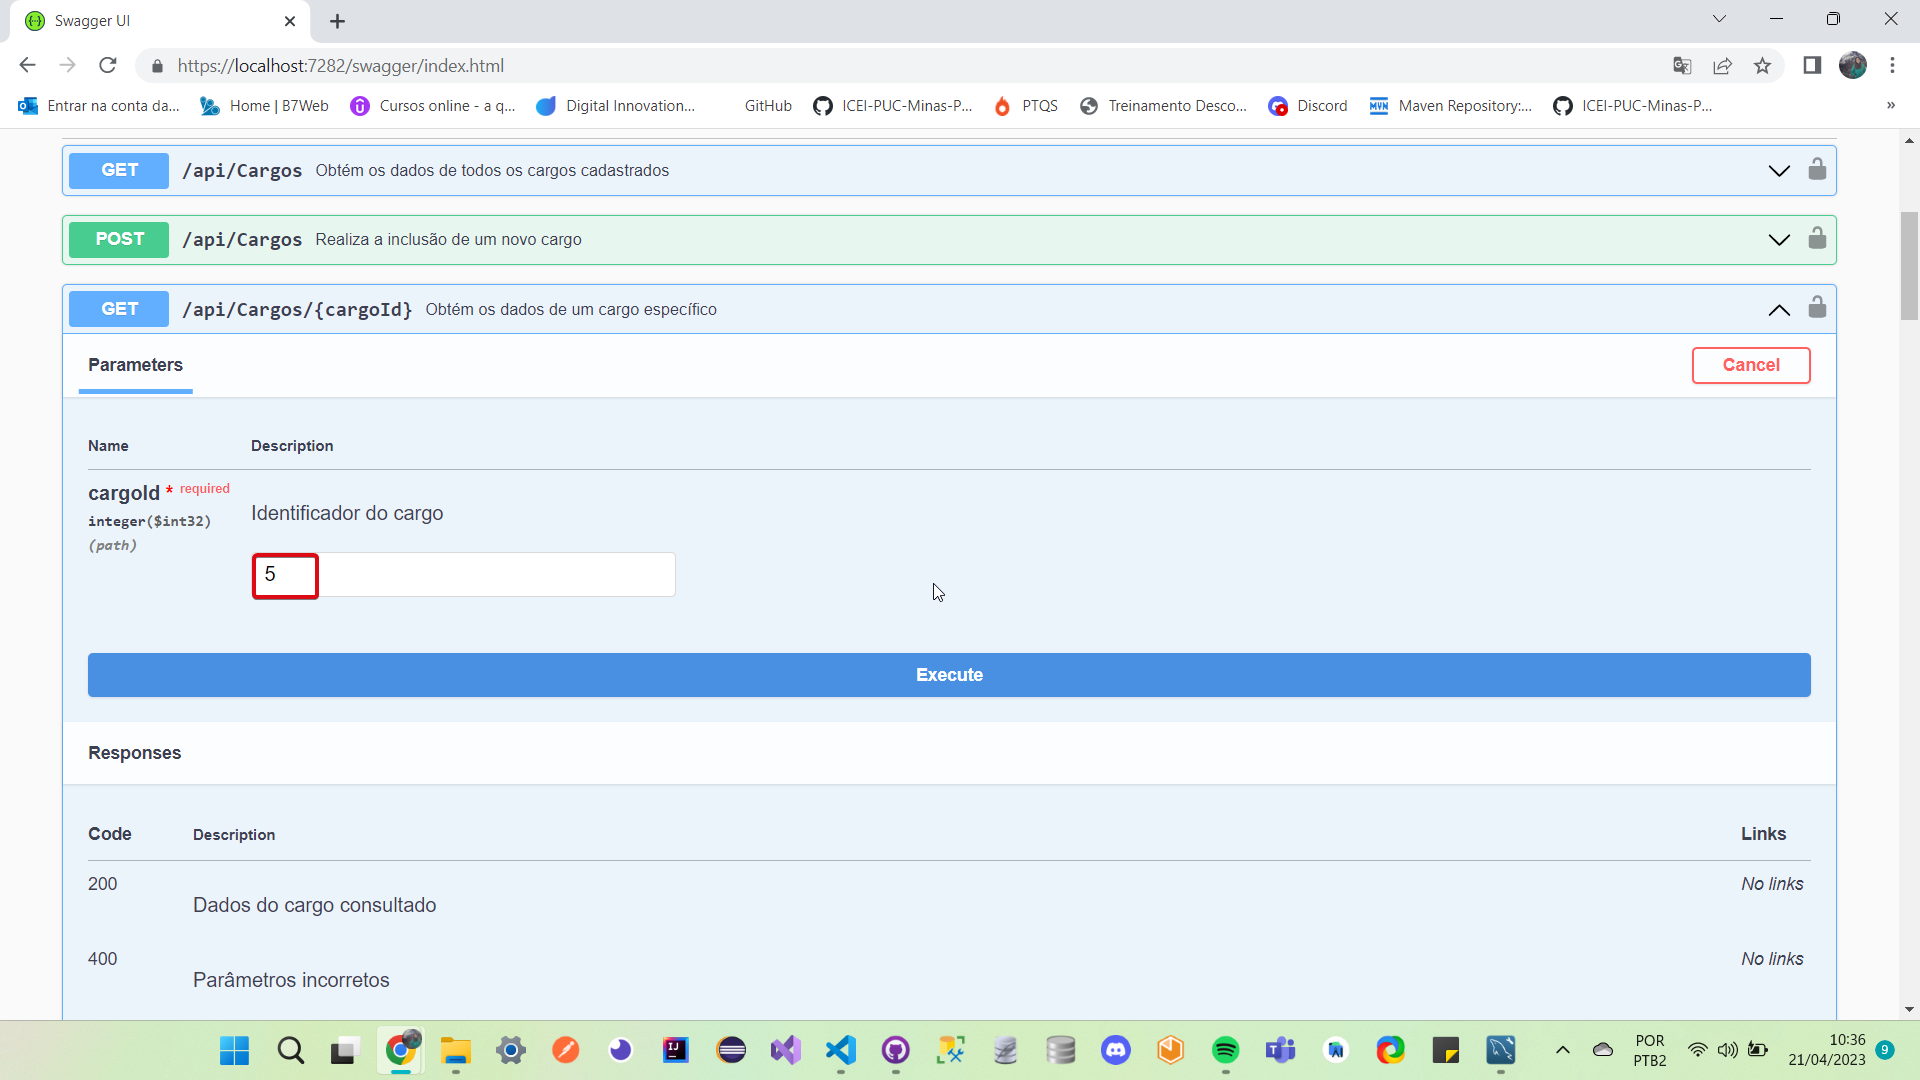 Swagger UI
https://localhost:7282/swagger/index.html
Entrar na conta da...
Home | B7Web
Cursos online - a q...
Digital Innovation...
GitHub
ICEI-PUC-Minas-P...
PTQS
Treinamento Desco...
Discord
Maven Repository:...
ICEI-PUC-Minas-P...
»
GET /api/Cargos Obtém os dados de todos os cargos cadastrados
POST /api/Cargos Realiza a inclusão de um novo cargo
GET /api/Cargos/{cargoId} Obtém os dados de um cargo específico
Parameters
Cancel
Name Description
cargoId * required
integer($int32)
(path)
Identificador do cargo
5
Execute
Responses
Code Description Links
200 No links
Dados do cargo consultado
400 No links
Parâmetros incorretos
POR
PTB2
10:36
21/04/2023
9